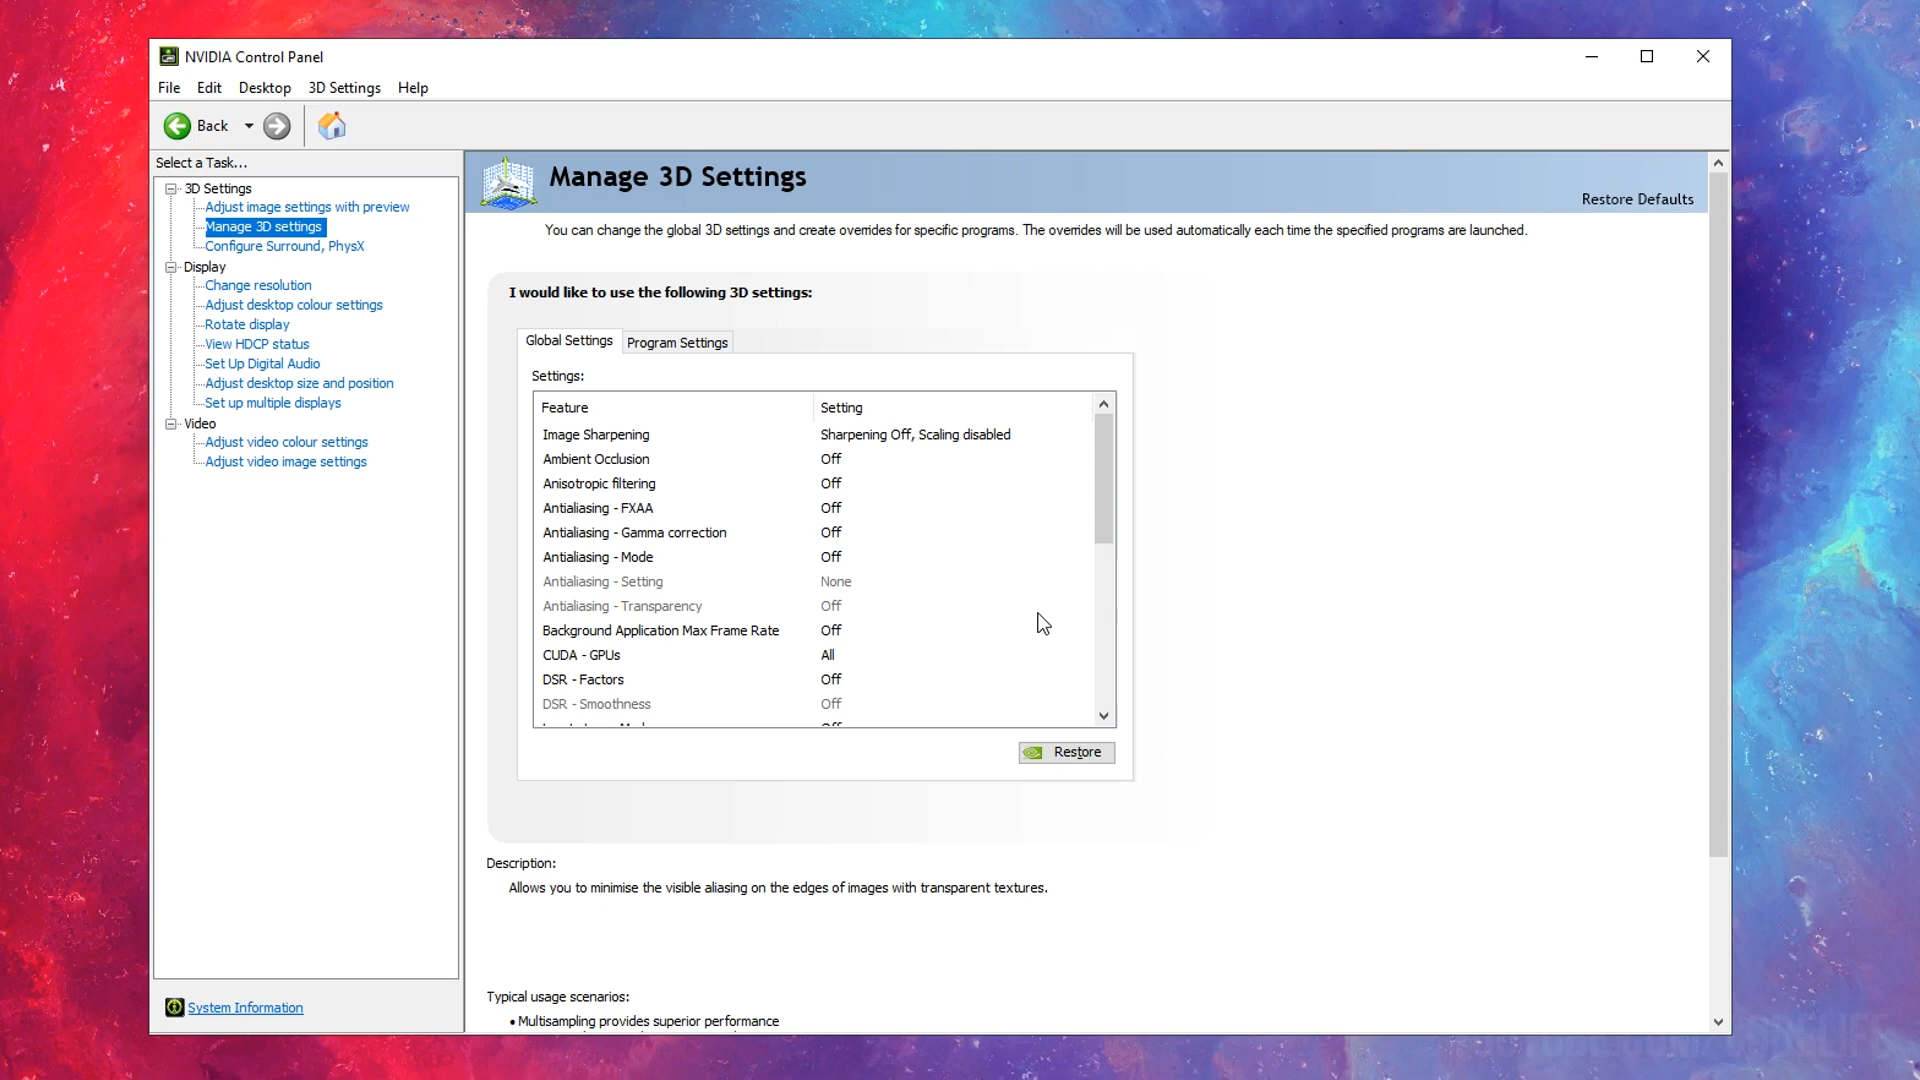 NVIDIA Control Panel
File Edit Desktop 3D Settings Help
Back
Select a Task...
3D Settings
Adjust image settings with preview
Manage 3D settings
Configure Surround, PhysX
Display
Change resolution
Adjust desktop colour settings
Rotate display
View HDCP status
Set Up Digital Audio
Adjust desktop size and position
Set up multiple displays
Video
Adjust video colour settings
Adjust video image settings
System Information
Manage 3D Settings
Restore Defaults
You can change the global 3D settings and create overrides for specific programs. The overrides will be used automatically each time the specified programs are launched.
I would like to use the following 3D settings:
Global Settings Program Settings
Settings:
Feature Setting
Image Sharpening Sharpening Off, Scaling disabled
Ambient Occlusion Off
Anisotropic filtering Off
Antialiasing - FXAA Off
Antialiasing - Gamma correction Off
Antialiasing - Mode Off
Antialiasing - Setting None
Antialiasing - Transparency Off
Background Application Max Frame Rate Off
CUDA - GPUs All
DSR - Factors Off
DSR - Smoothness Off
Restore
Description:
Allows you to minimise the visible aliasing on the edges of images with transparent textures.
Typical usage scenarios:
• Multisampling provides superior performance